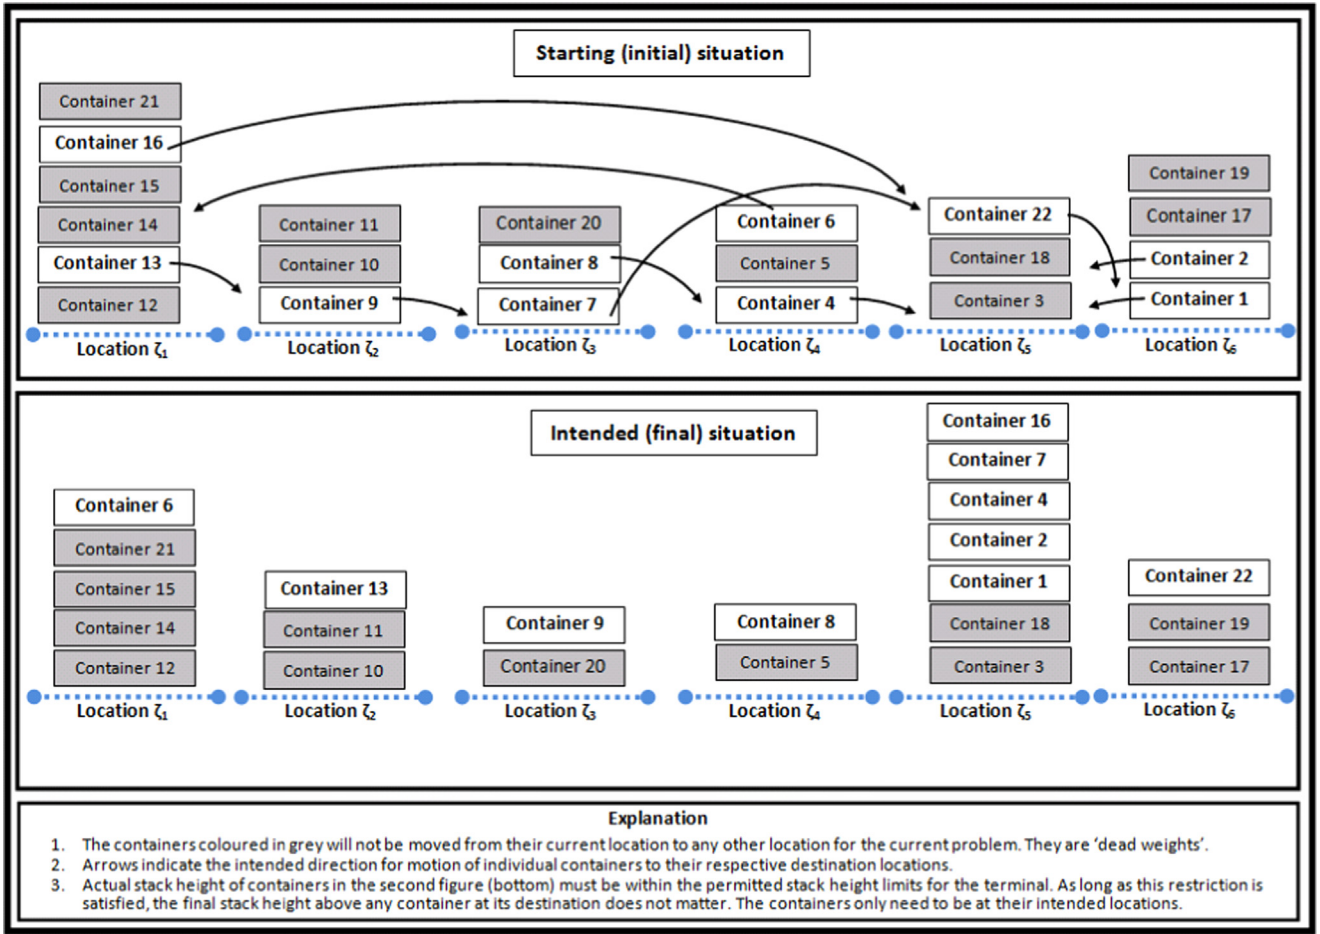 Starting (initial) situation
Container 21
Container 16
Container 15
Container 14
Container 13
Container 12
Location ζ1
Container 11
Container 10
Container 9
Location ζ2
Container 20
Container 8
Container 7
Location ζ3
Container 6
Container 5
Container 4
Location ζ4
Container 22
Container 18
Container 3
Location ζ5
Container 19
Container 17
Container 2
Container 1
Location ζ6
Intended (final) situation
Container 6
Container 21
Container 15
Container 14
Container 12
Location ζ1
Container 13
Container 11
Container 10
Location ζ2
Container 9
Container 20
Location ζ3
Container 8
Container 5
Location ζ4
Container 16
Container 7
Container 4
Container 2
Container 1
Container 18
Container 3
Location ζ5
Container 22
Container 19
Container 17
Location ζ6
Explanation
1. The containers coloured in grey will not be moved from their current location to any other location for the current problem. They are ‘dead weights’.
2. Arrows indicate the intended direction for motion of individual containers to their respective destination locations.
3. Actual stack height of containers in the second figure (bottom) must be within the permitted stack height limits for the terminal. As long as this restriction is
satisfied, the final stack height above any container at its destination does not matter. The containers only need to be at their intended locations.